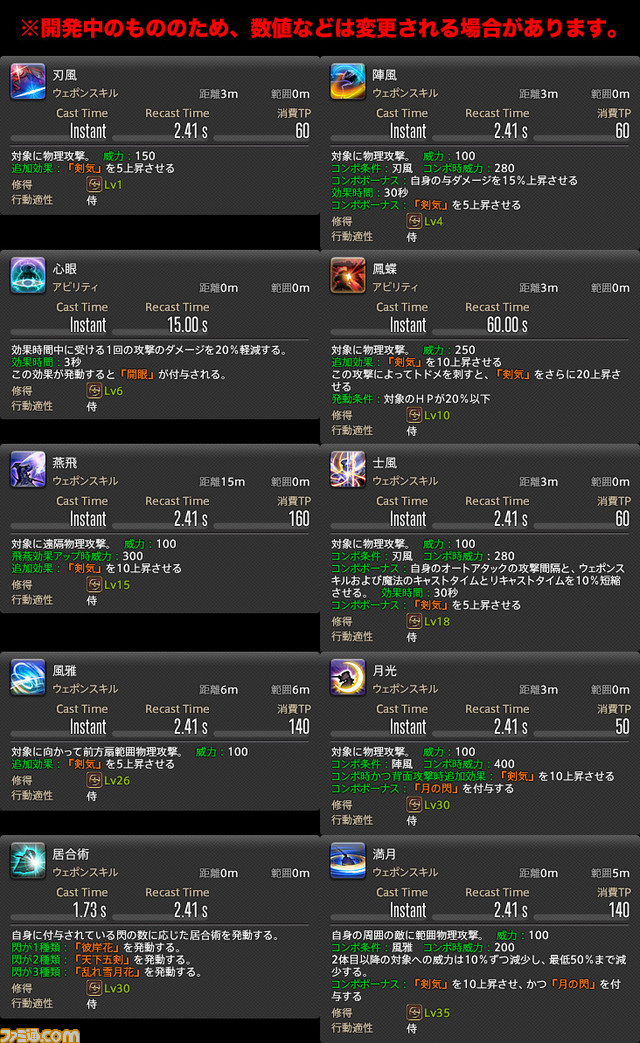 ※開発中のもののため、数値などは変更される場合があります。
刃風
ウェポンスキル 距離3m 範囲0m
Cast Time Recast Time 消費TP
Instant 2.41 s 60
対象に物理攻撃。 威力：150
追加効果：「剣気」を5上昇させる
修得 Lv1
行動適性 侍
陣風
ウェポンスキル 距離3m 範囲0m
Cast Time Recast Time 消費TP
Instant 2.41 s 60
対象に物理攻撃。 威力：100
コンボ条件：刃風 コンボ時威力：280
コンボボーナス：自身の与ダメージを15%上昇させる
効果時間：30秒
コンボボーナス：「剣気」を5上昇させる
修得 Lv4
行動適性 侍
心眼
アビリティ 距離0m 範囲0m
Cast Time Recast Time
Instant 15.00 s
効果時間中に受ける1回の攻撃のダメージを20%軽減する。
効果時間：3秒
この効果が発動すると「開眼」が付与される。
修得 Lv6
行動適性 侍
鳳蝶
アビリティ 距離3m 範囲0m
Cast Time Recast Time
Instant 60.00 s
対象に物理攻撃。 威力：250
追加効果：「剣気」を10上昇させる
この攻撃によってトドメを刺すと、「剣気」をさらに20上昇さ
せる
発動条件：対象のＨＰが20%以下
修得 Lv10
行動適性 侍
燕飛
ウェポンスキル 距離15m 範囲0m
Cast Time Recast Time 消費TP
Instant 2.41 s 160
対象に遠隔物理攻撃。 威力：100
飛燕効果アップ時威力：300
追加効果：「剣気」を10上昇させる
修得 Lv15
行動適性 侍
士風
ウェポンスキル 距離3m 範囲0m
Cast Time Recast Time 消費TP
Instant 2.41 s 60
対象に物理攻撃。 威力：100
コンボ条件：刃風 コンボ時威力：280
コンボボーナス：自身のオートアタックの攻撃間隔と、ウェポンス
キルおよび魔法のキャストタイムとリキャストタイムを10%短縮
させる。 効果時間：30秒
コンボボーナス：「剣気」を5上昇させる
修得 Lv18
行動適性 侍
風雅
ウェポンスキル 距離6m 範囲6m
Cast Time Recast Time 消費TP
Instant 2.41 s 140
対象に向かって前方扇範囲物理攻撃。 威力：100
追加効果：「剣気」を5上昇させる
修得 Lv26
行動適性 侍
月光
ウェポンスキル 距離3m 範囲0m
Cast Time Recast Time 消費TP
Instant 2.41 s 50
対象に物理攻撃。 威力：100
コンボ条件：陣風 コンボ時威力：400
コンボ時かつ背面攻撃時追加効果：「剣気」を10上昇させる
コンボボーナス：「月の閃」を付与する
修得 Lv30
行動適性 侍
居合術
ウェポンスキル 距離0m 範囲0m
Cast Time Recast Time
1.73 s 2.41 s
自身に付与されている閃の数に応じた居合術を発動する。
閃が1種類：「彼岸花」を発動する。
閃が2種類：「天下五剣」を発動する。
閃が3種類：「乱れ雪月花」を発動する。
修得 Lv30
行動適性 侍
満月
ウェポンスキル 距離0m 範囲5m
Cast Time Recast Time 消費TP
Instant 2.41 s 140
自身の周囲の敵に範囲物理攻撃。 威力：100
コンボ条件：風雅 コンボ時威力：200
2体目以降の対象への威力は10%ずつ減少し、最低50%まで減
少する。
コンボボーナス：「剣気」を10上昇させ、かつ「月の閃」を付
与する
修得 Lv35
行動適性 侍
ファミ通.com